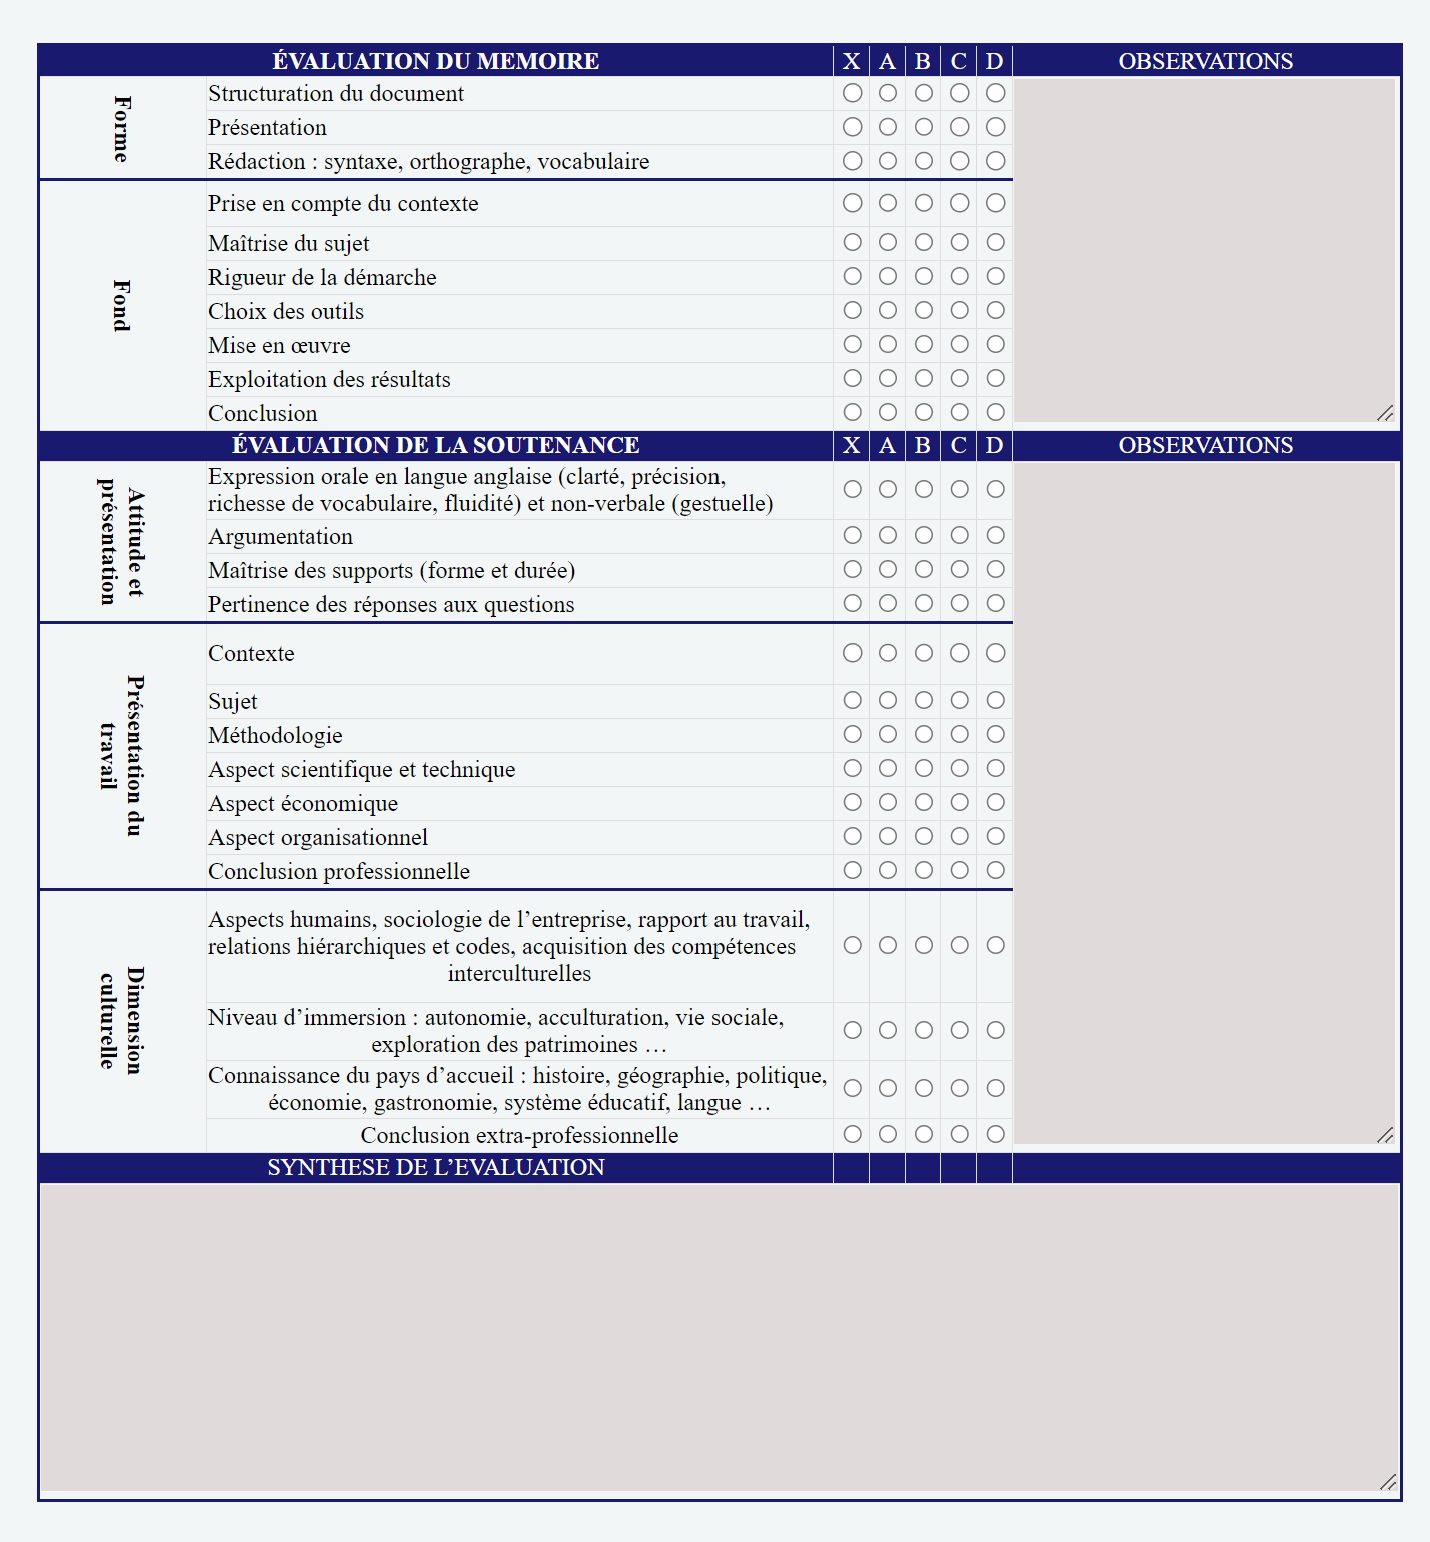 ÉVALUATION DU MEMOIRE X A B C D OBSERVATIONS
Forme
Structuration du document
Présentation
Rédaction : syntaxe, orthographe, vocabulaire
Fond
Prise en compte du contexte
Maîtrise du sujet
Rigueur de la démarche
Choix des outils
Mise en œuvre
Exploitation des résultats
Conclusion
ÉVALUATION DE LA SOUTENANCE X A B C D OBSERVATIONS
Attitude et
présentation
Expression orale en langue anglaise (clarté, précision,
richesse de vocabulaire, fluidité) et non-verbale (gestuelle)
Argumentation
Maîtrise des supports (forme et durée)
Pertinence des réponses aux questions
Présentation du
travail
Contexte
Sujet
Méthodologie
Aspect scientifique et technique
Aspect économique
Aspect organisationnel
Conclusion professionnelle
Dimension
culturelle
Aspects humains, sociologie de l’entreprise, rapport au travail,
relations hiérarchiques et codes, acquisition des compétences
interculturelles
Niveau d’immersion : autonomie, acculturation, vie sociale,
exploration des patrimoines …
Connaissance du pays d’accueil : histoire, géographie, politique,
économie, gastronomie, système éducatif, langue …
Conclusion extra-professionnelle
SYNTHESE DE L’EVALUATION